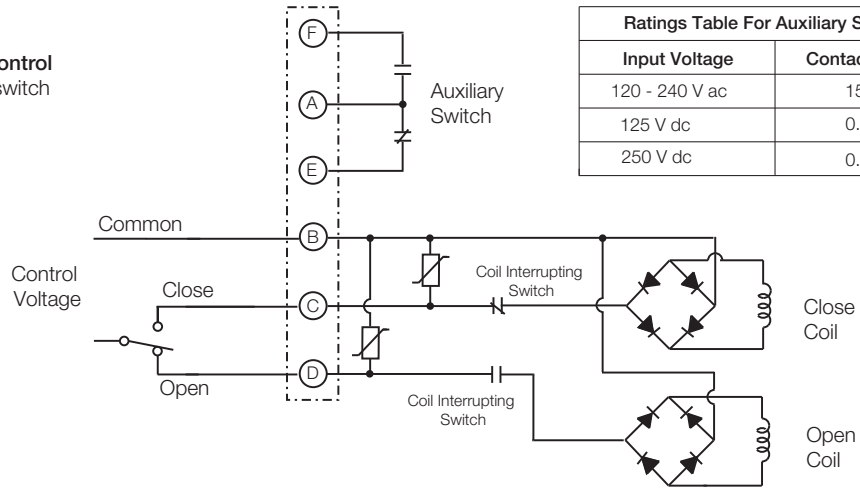 ontrol
switch
F
A
E
B
C
D
Auxiliary
Switch
Ratings Table For Auxiliary S
Input Voltage
Contac
120 - 240 V ac
15
125 V dc
0.
250 V dc
0.
Common
Control
Voltage
Close
Open
Coil Interrupting
Switch
Coil Interrupting
Switch
Close
Coil
Open
Coil